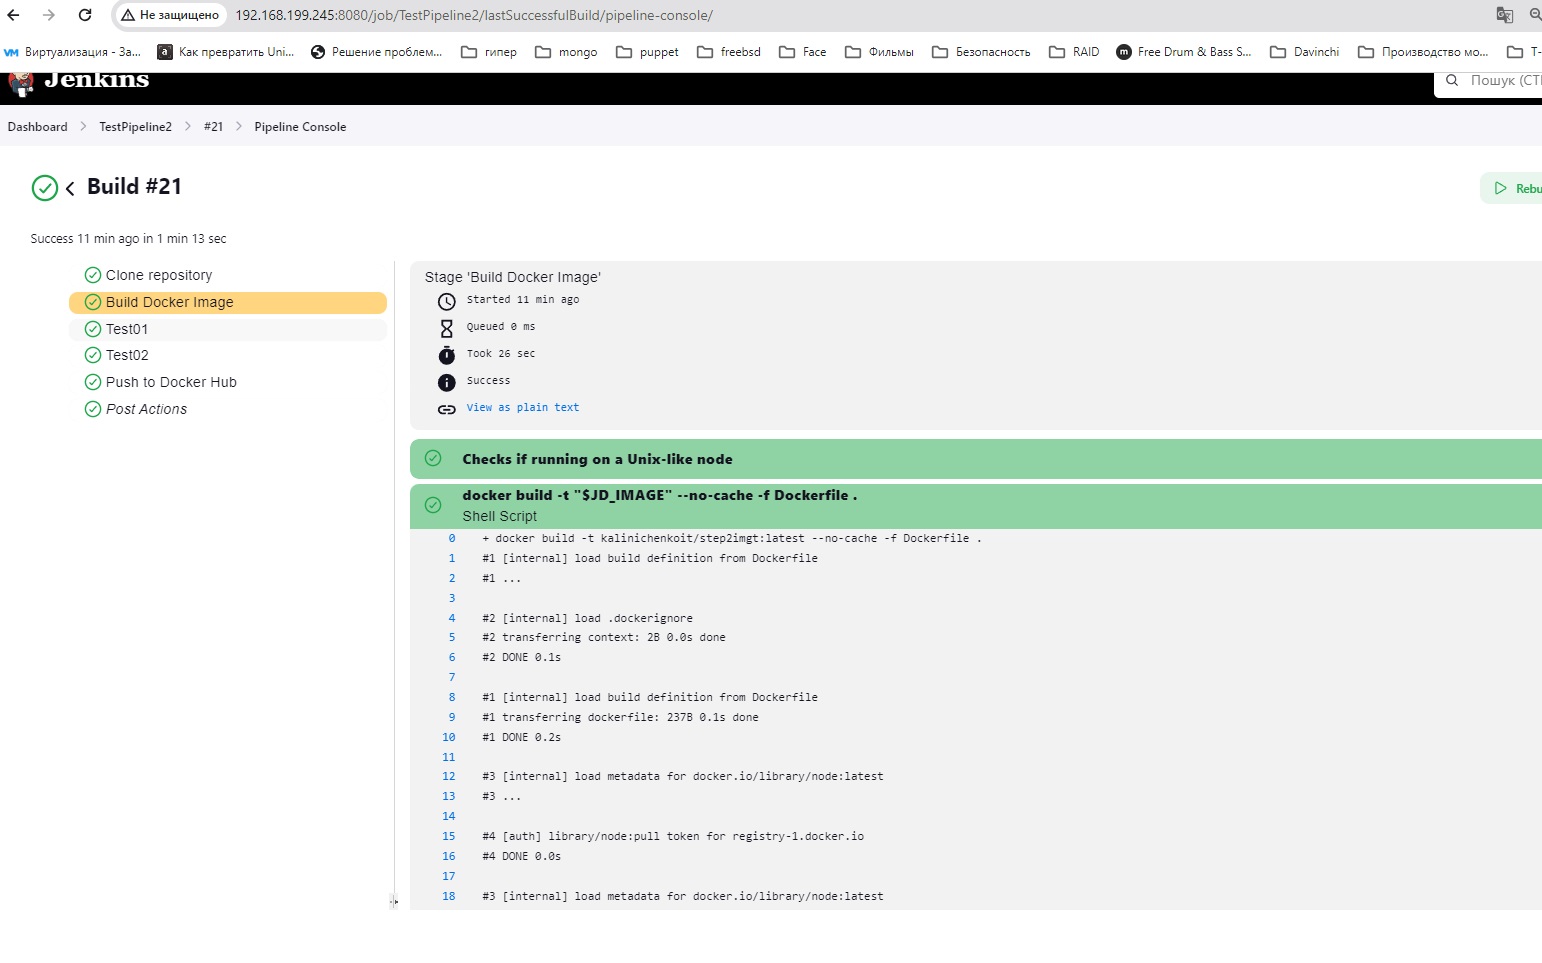 Не защищено 192.168.199.245:8080/job/TestPipeline2/lastSuccessfulBuild/pipeline-console/
Виртуализация - За... Как превратить Uni... Решение проблем... гипер mongo puppet freebsd Face Фильмы Безопасность RAID Free Drum & Bass S... Davinchi Производство мо... T-
Jenkins Пошук (CTI
Dashboard TestPipeline2 #21 Pipeline Console
Build #21
Rebu
Success 11 min ago in 1 min 13 sec
Clone repository
Build Docker Image
Test01
Test02
Push to Docker Hub
Post Actions
Stage 'Build Docker Image'
Started 11 min ago
Queued 0 ms
Took 26 sec
Success
View as plain text
Checks if running on a Unix-like node
docker build -t "$JD_IMAGE" --no-cache -f Dockerfile .
Shell Script
0 + docker build -t kalinichenkoit/step2imgt:latest --no-cache -f Dockerfile .
1 #1 [internal] load build definition from Dockerfile
2 #1 ...
3
4 #2 [internal] load .dockerignore
5 #2 transferring context: 2B 0.0s done
6 #2 DONE 0.1s
7
8 #1 [internal] load build definition from Dockerfile
9 #1 transferring dockerfile: 237B 0.1s done
10 #1 DONE 0.2s
11
12 #3 [internal] load metadata for docker.io/library/node:latest
13 #3 ...
14
15 #4 [auth] library/node:pull token for registry-1.docker.io
16 #4 DONE 0.0s
17
18 #3 [internal] load metadata for docker.io/library/node:latest